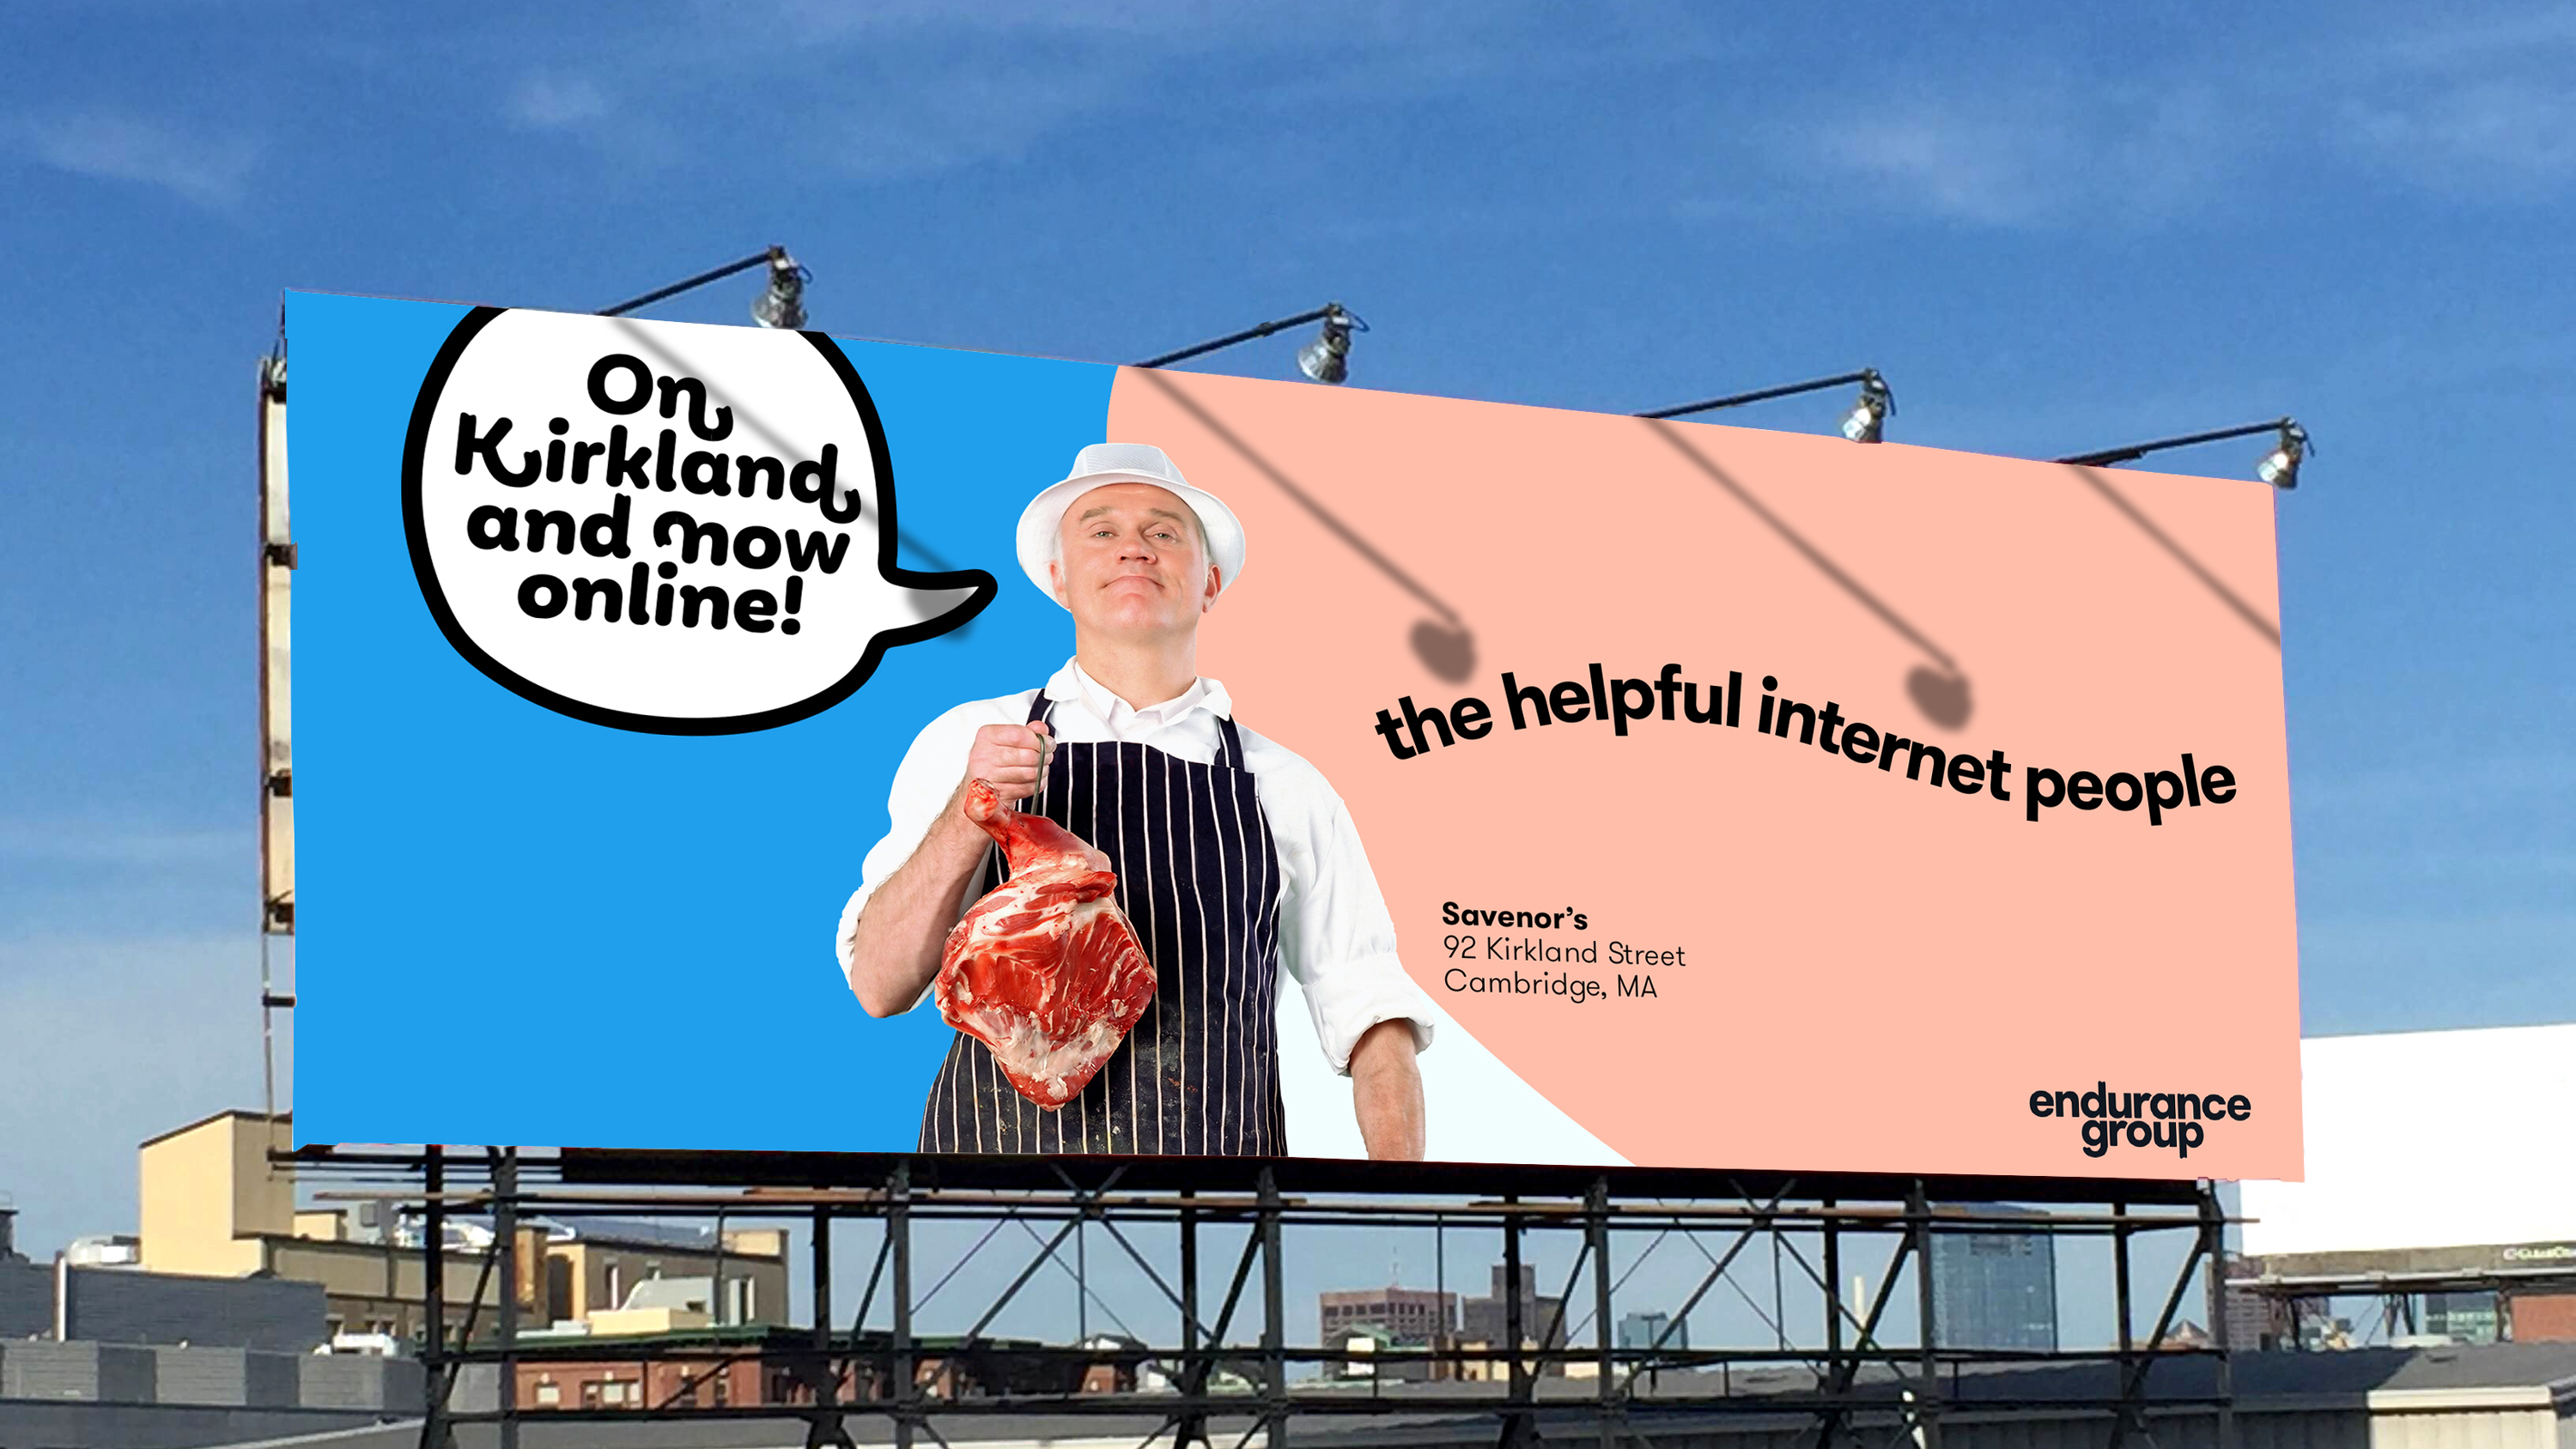 On
Kirkland
and now
online!
the helpful internet people
Savenor's
92 Kirkland Street
Cambridge, MA
endurance
group